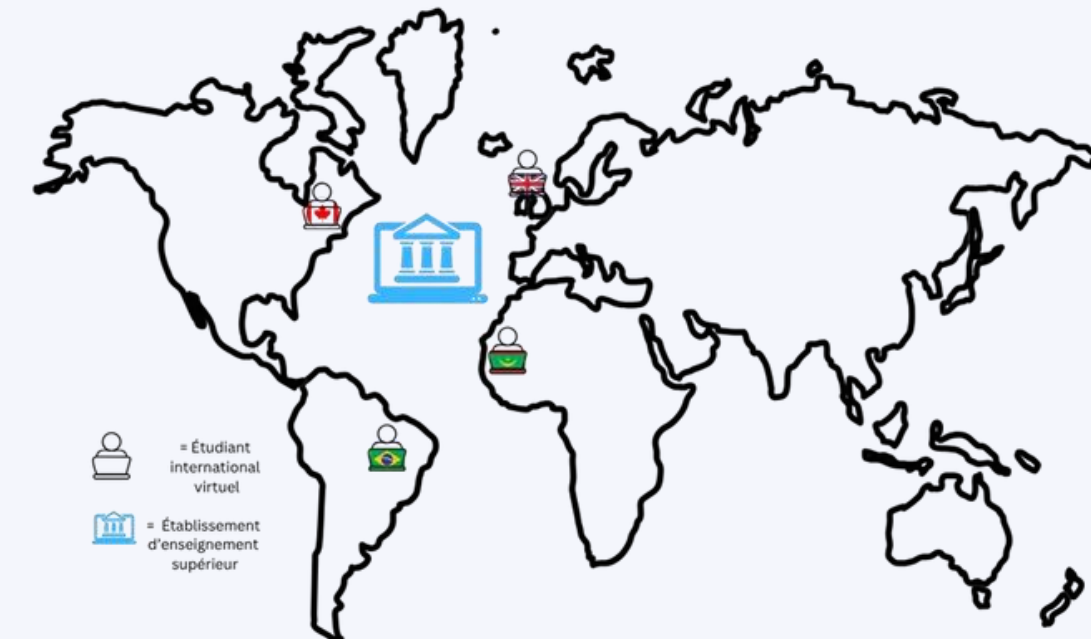 = Étudiant
international
virtuel
= Établissement
d'enseignement
supérieur